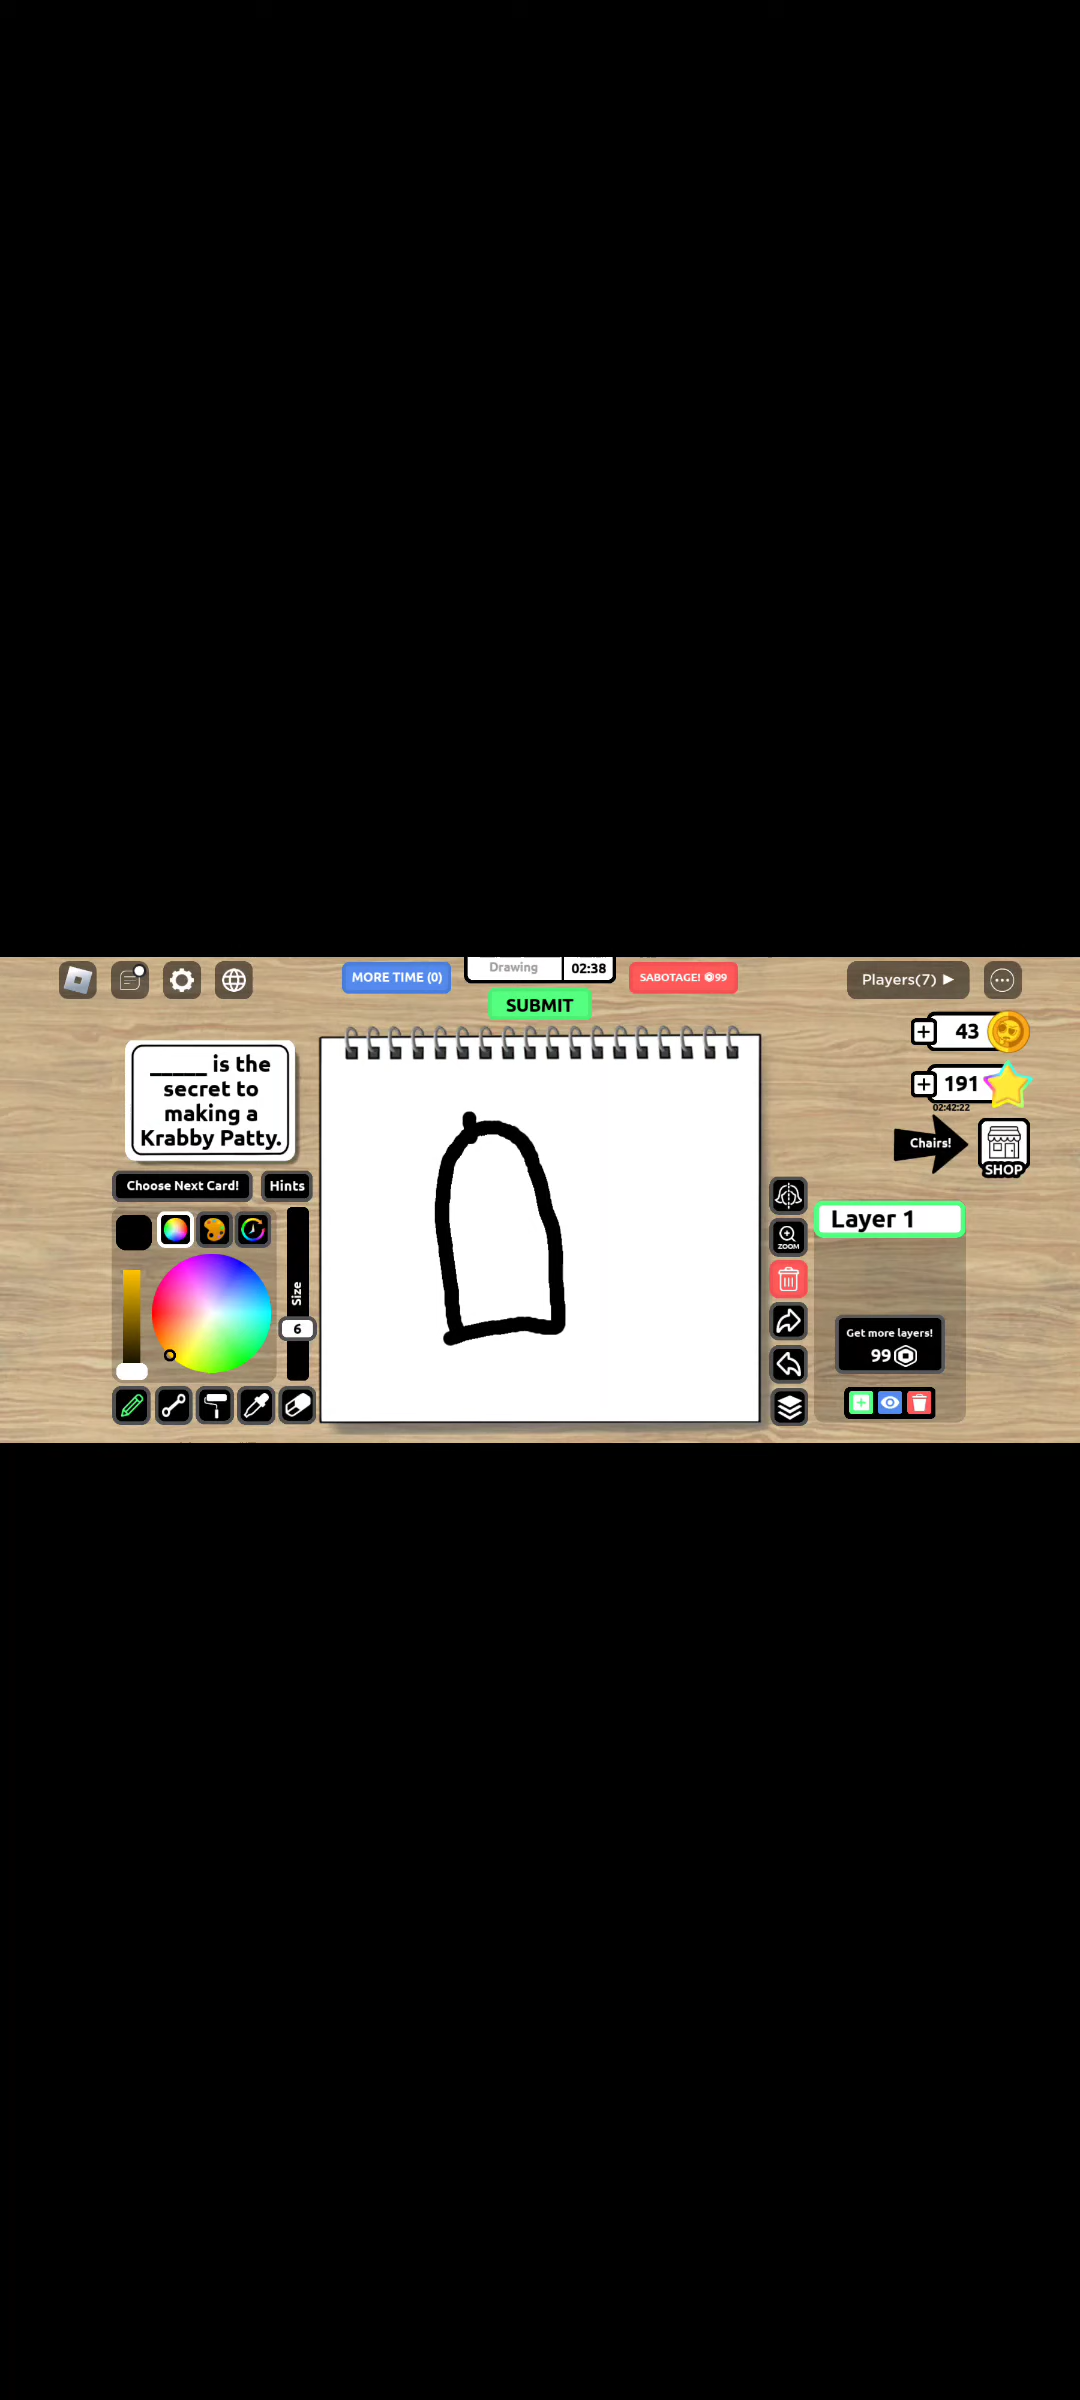 MORE TIME (0)
Drawing
02:38
SABOTAGE! 99
Players(7)
SUBMIT
43
191
02:42:22
Chairs!
SHOP
_____ is the
secret to
making a
Krabby Patty.
Choose Next Card!
Hints
Size
6
ZOOM
Layer 1
Get more layers!
99